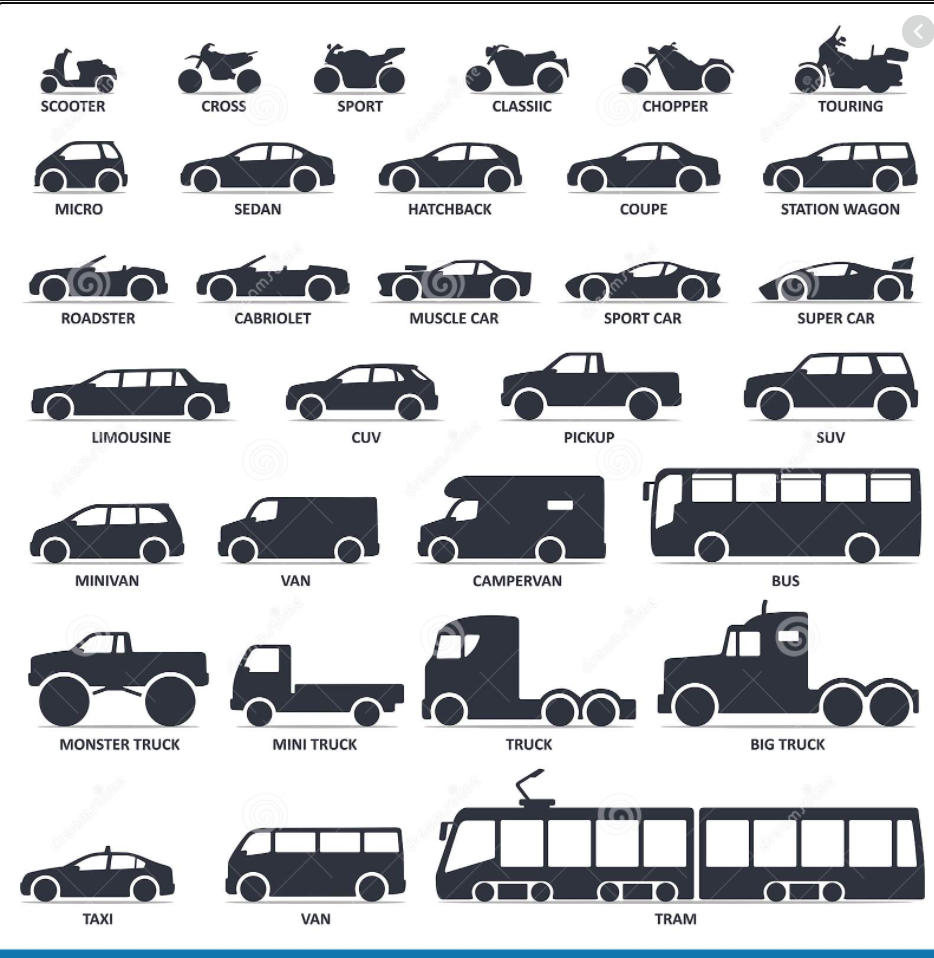 SCOOTER CROSS SPORT CLASSIC CHOPPER TOURING
MICRO SEDAN HATCHBACK COUPE STATION WAGON
ROADSTER CABRIOLET MUSCLE CAR SPORT CAR SUPER CAR
LIMOUSINE CUV PICKUP SUV
MINIVAN VAN CAMPERVAN BUS
MONSTER TRUCK MINI TRUCK TRUCK BIG TRUCK
TAXI VAN TRAM